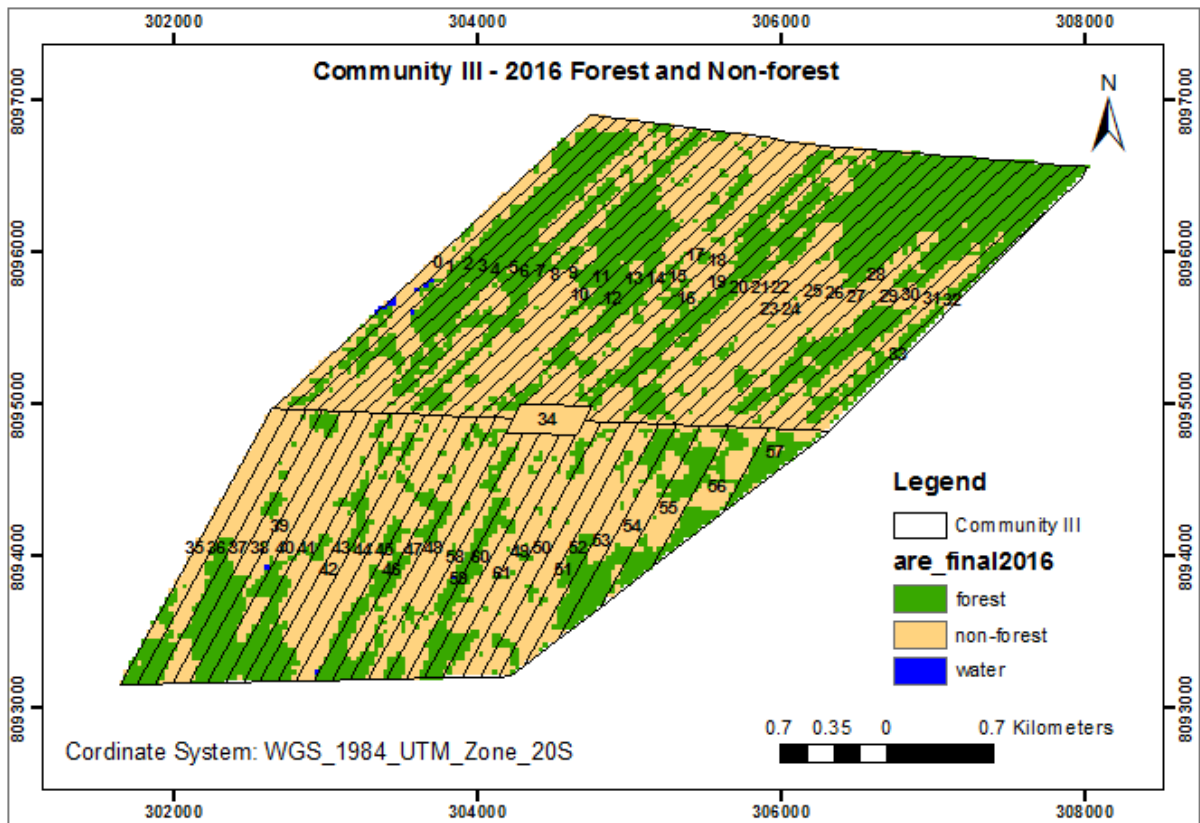 302000 304000 306000 308000
Community III - 2016 Forest and Non-forest
N
8097000 8097000
8096000 8096000
17 18
0 1 2 3 4 5 6 7 8 9 11 13 14 15 19 20 21 22 25 26 27 28 29 30 31 32
10 12 16 23 24
33
8095000 8095000
34
57
56
55
54
53
39
35 36 37 38 40 41 43 44 45 47 48 49 50 52
42 46 58 60 61 51
59
8094000 8094000
8093000 8093000
Legend
Community III
are_final2016
forest
non-forest
water
0.7 0.35 0 0.7 Kilometers
Cordinate System: WGS_1984_UTM_Zone_20S
302000 304000 306000 308000